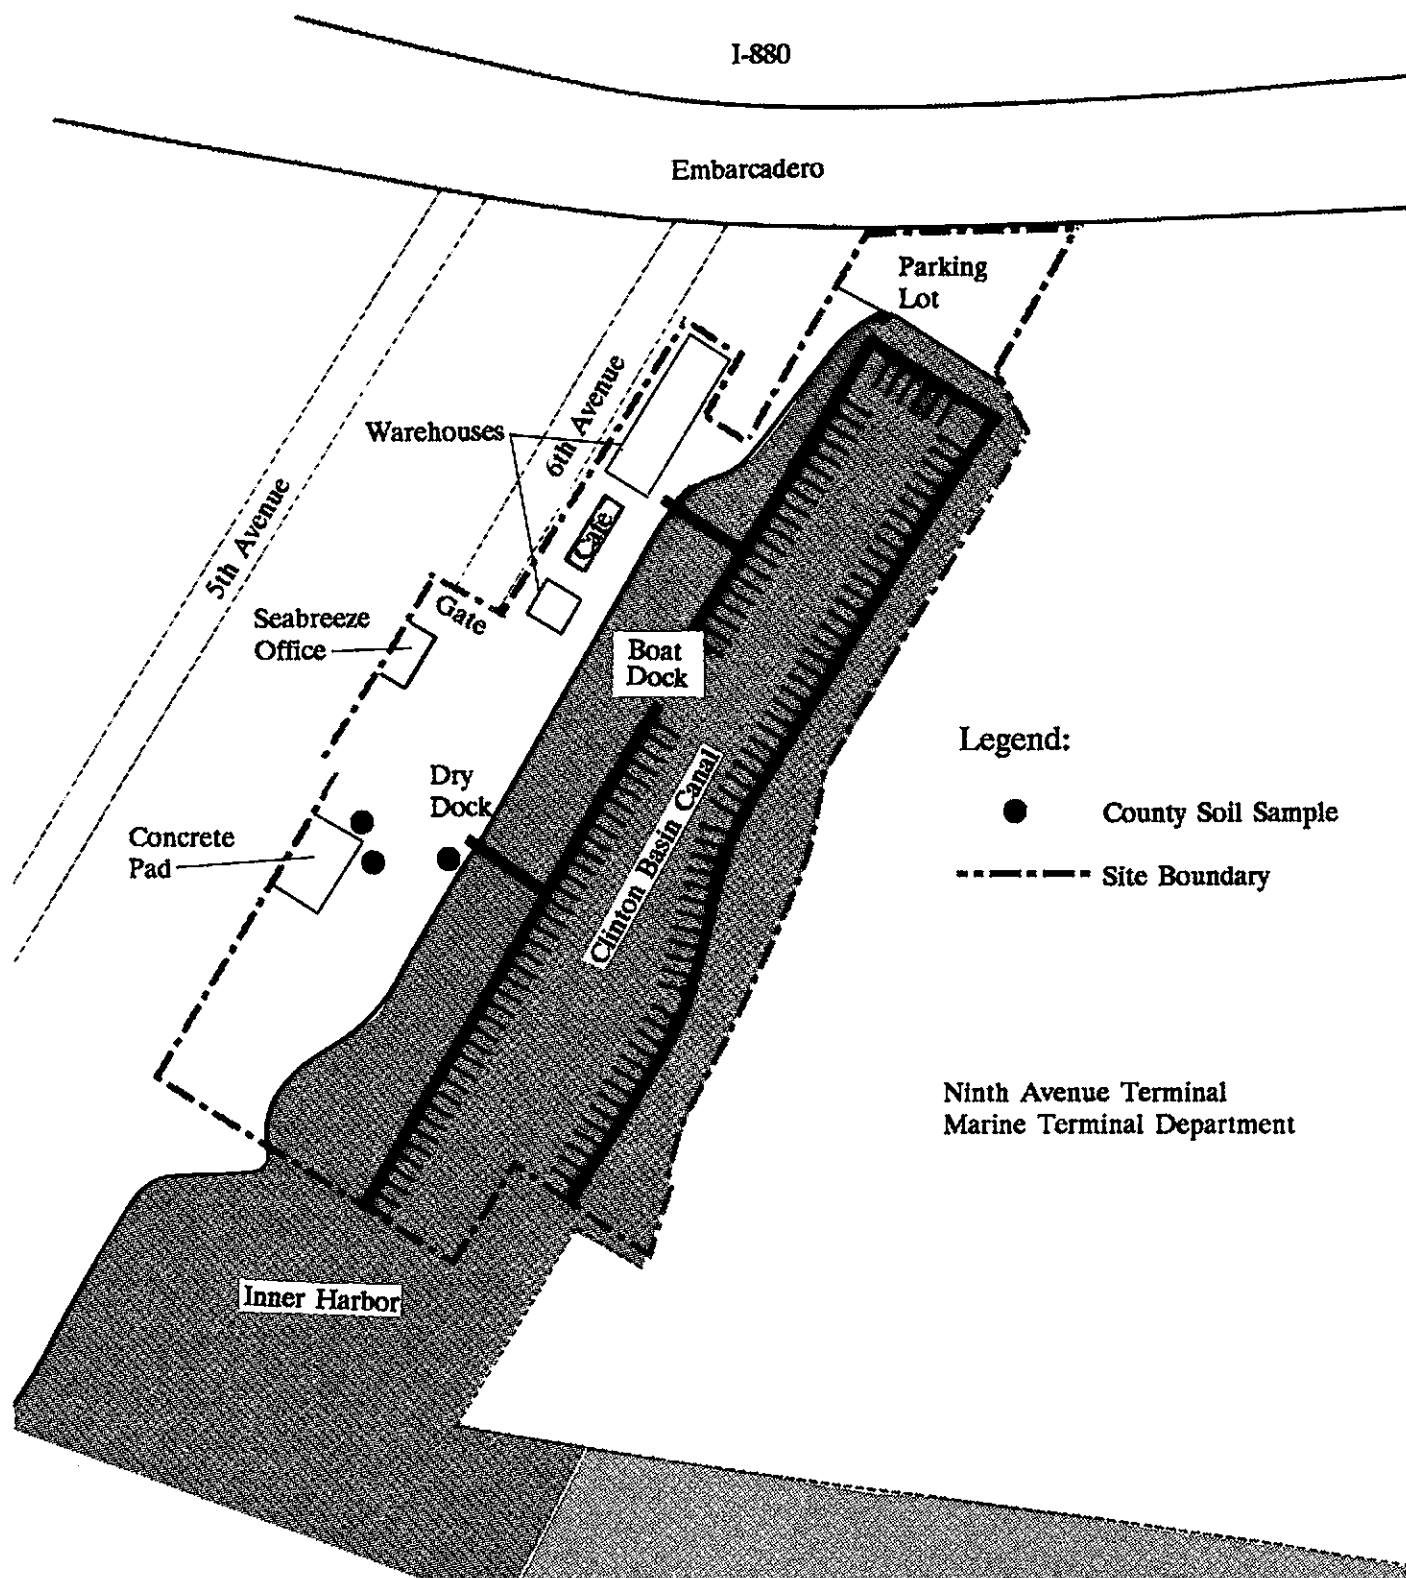 I-880
Embarcadero
Parking
Lot
6th Avenue
Warehouses
5th Avenue
Cafe
Gate
Seabreeze
Office
Boat
Dock
Legend:
Dry
Dock
Clinton Basin Canal
County Soil Sample
Concrete
Pad
Site Boundary
Ninth Avenue Terminal
Marine Terminal Department
Inner Harbor